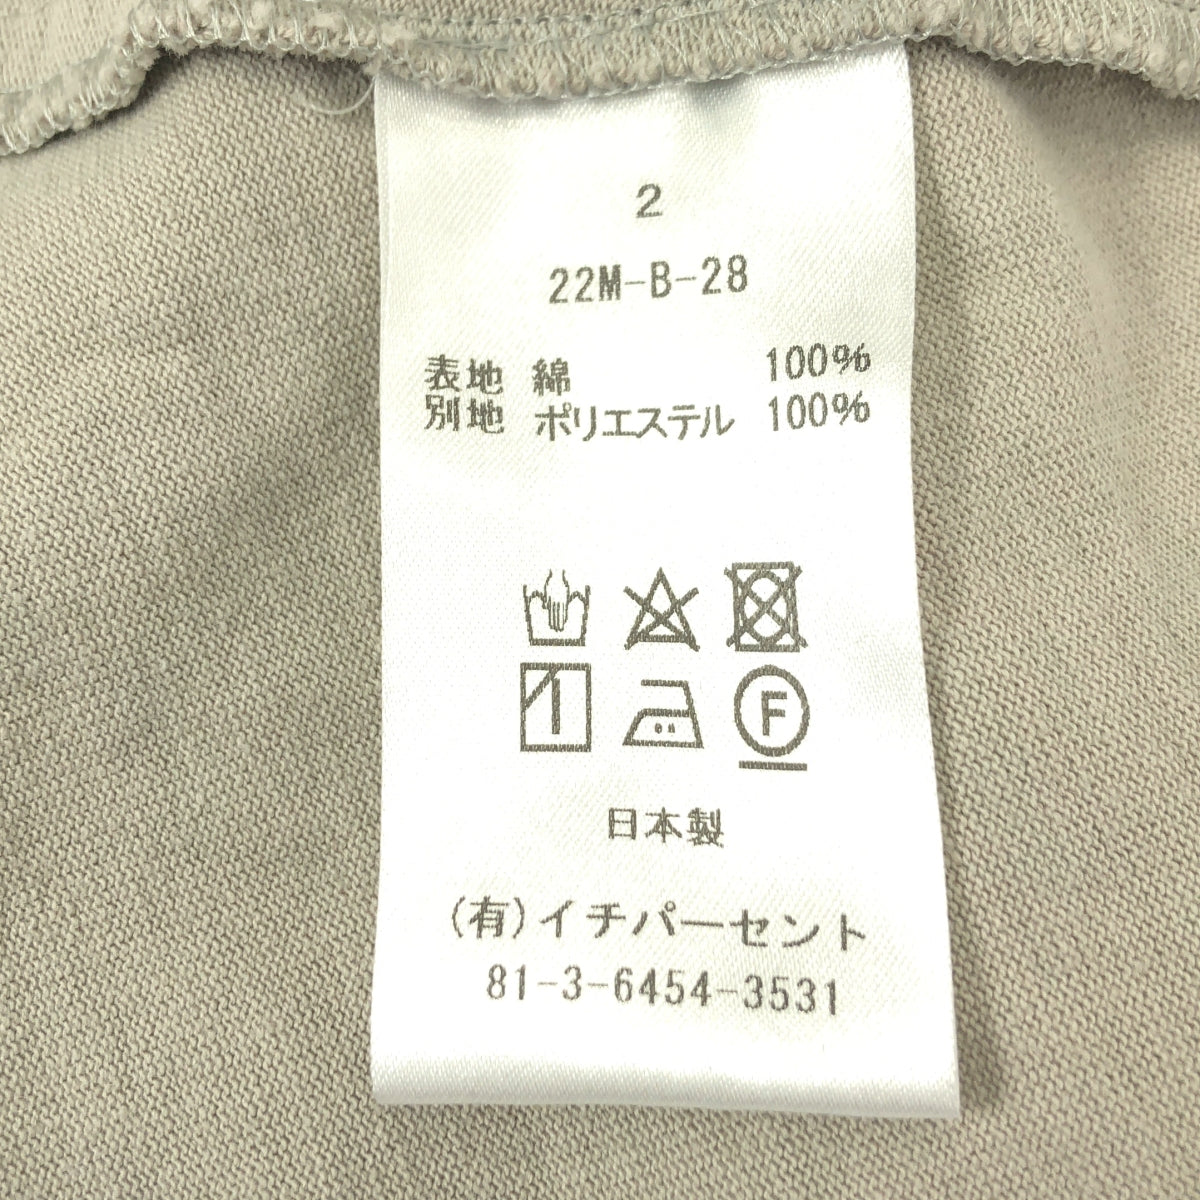 2
22M-B-28
表地 綿 100%
別地 ポリエステル 100%
F
日本製
(有)イチパーセント
81-3-6454-3531